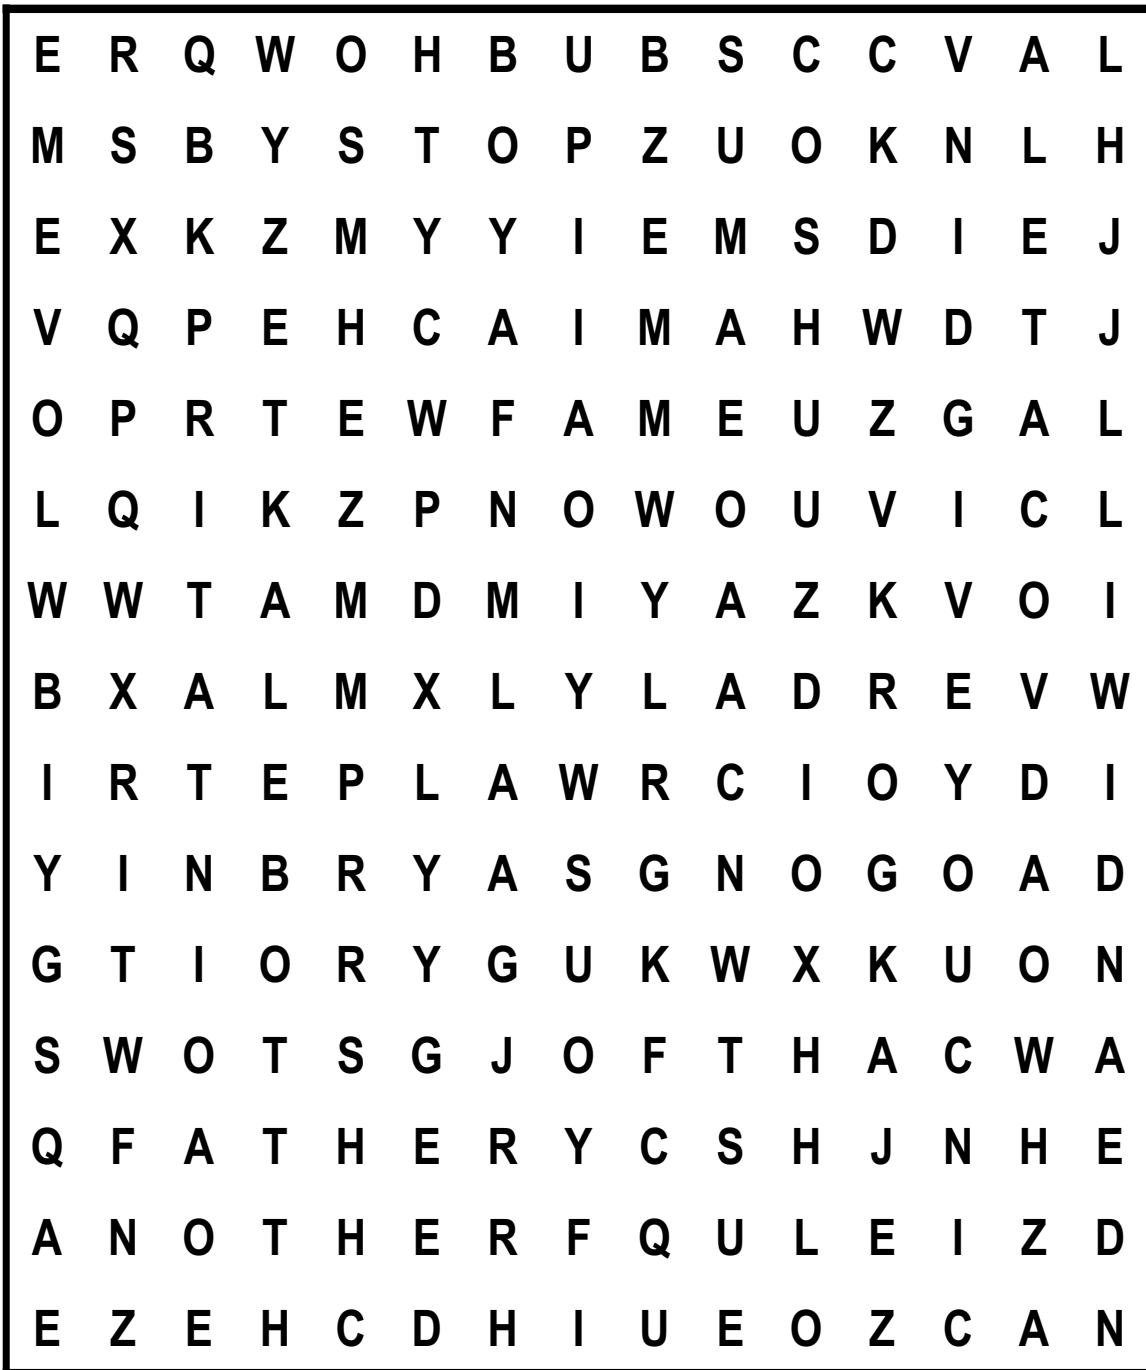 E R Q W O H B U B S C C V A L
M S B Y S T O P Z U O K N L H
E X K Z M Y Y I E M S D I E J
V Q P E H C A I M A H W D T J
O P R T E W F A M E U Z G A L
L Q I K Z P N O W O U V I C L
W W T A M D M I Y A Z K V O I
B X A L M X L Y L A D R E V W
I R T E P L A W R C I O Y D I
Y I N B R Y A S G N O G O A D
G T I O R Y G U K W X K U O N
S W O T S G J O F T H A C W A
Q F A T H E R Y C S H J N H E
A N O T H E R F Q U L E I Z D
E Z E H C D H I U E O Z C A N